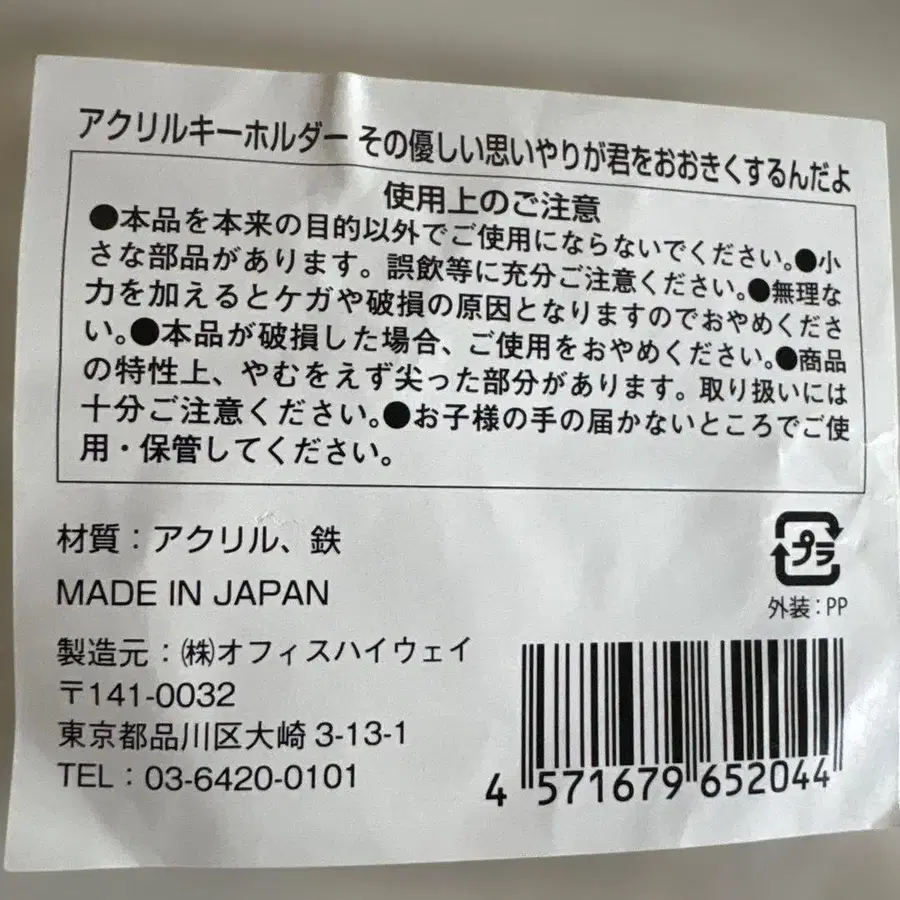 アクリルキーホルダー その優しい思いやりが君をおおきくするんだよ
使用上のご注意
●本品を本来の目的以外でご使用にならないでください。●小
さな部品があります。誤飲等に充分ご注意ください。●無理な
力を加えるとケガや破損の原因となりますのでおやめくださ
い。●本品が破損した場合、ご使用をおやめください。●商品
の特性上、やむをえず尖った部分があります。取り扱いには
十分ご注意ください。●お子様の手の届かないところでご使
用・保管してください。
材質：アクリル、鉄
MADE IN JAPAN
プラ
外装：PP
製造元：㈱オフィスハイウェイ
〒141-0032
東京都品川区大崎 3-13-1
TEL：03-6420-0101
4 571679 652044